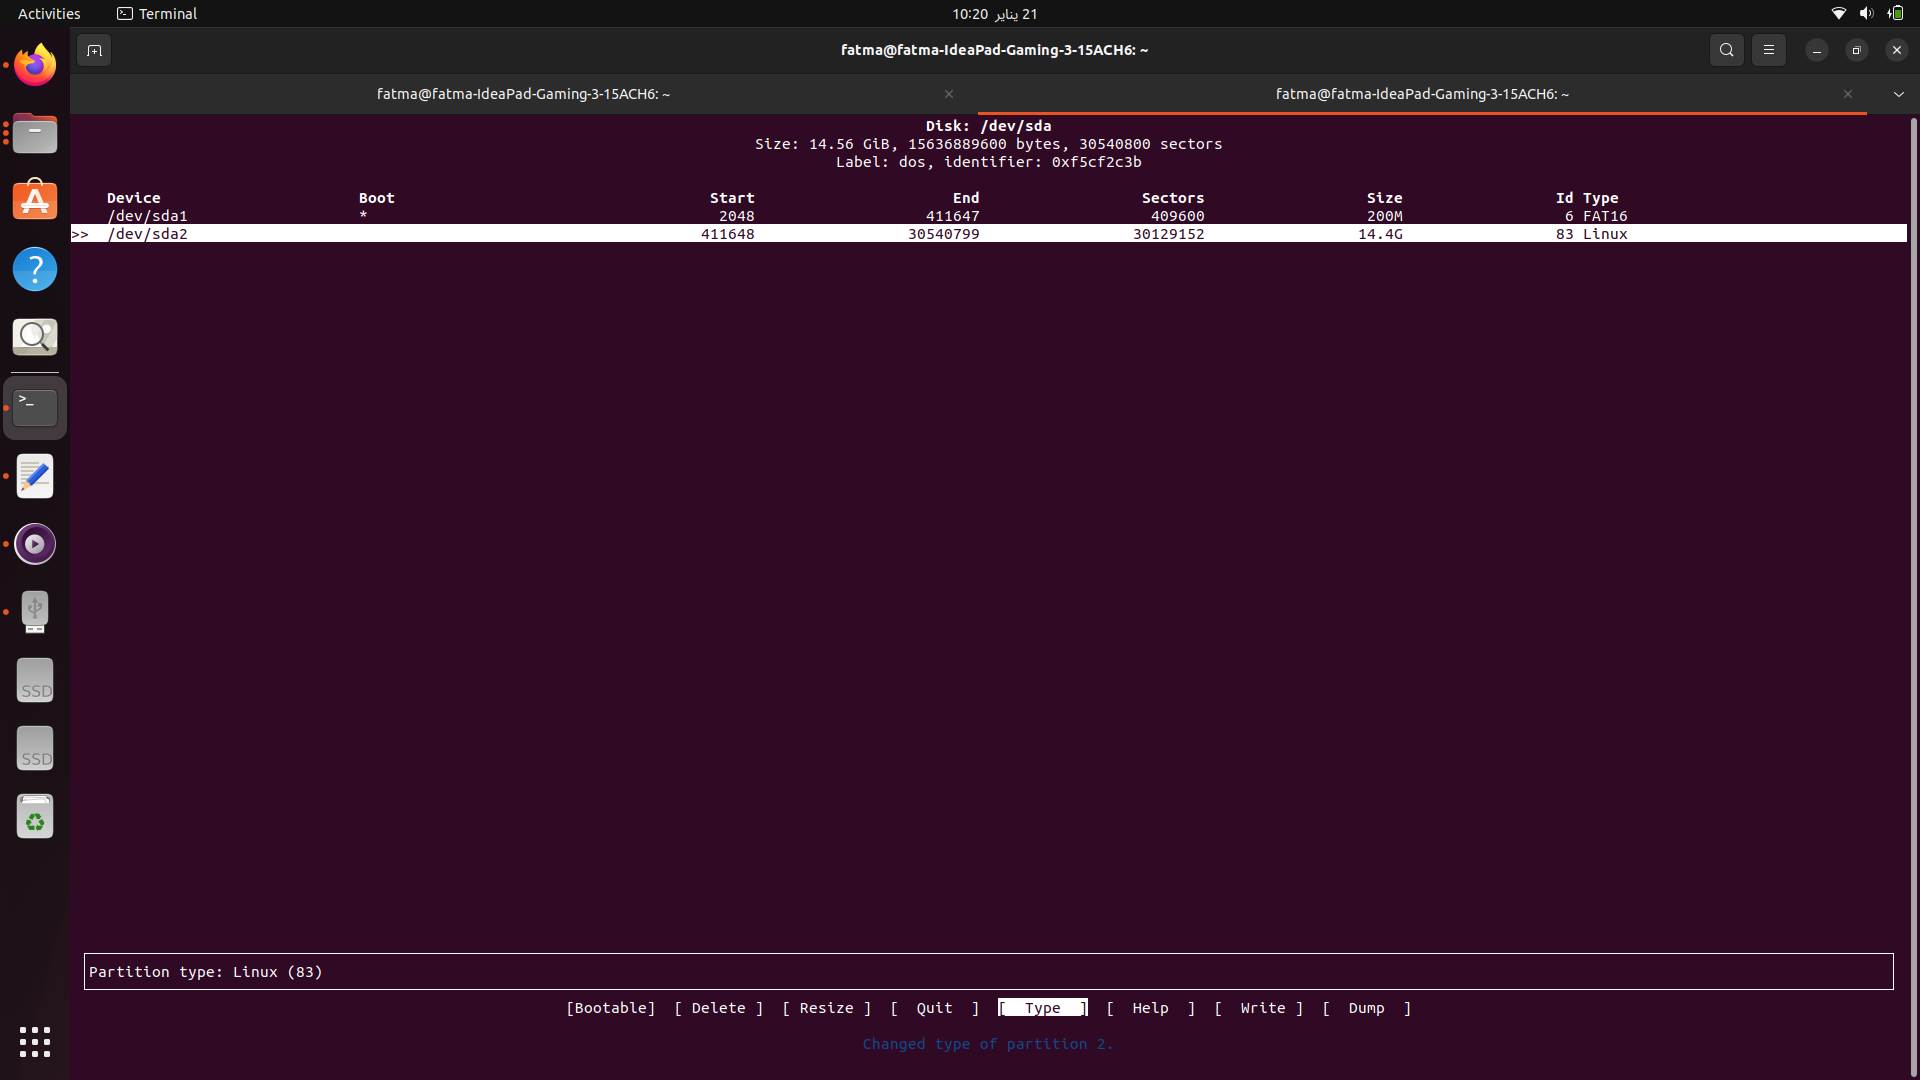 Activities Terminal 10:20 21 يناير
fatma@fatma-IdeaPad-Gaming-3-15ACH6: ~
fatma@fatma-IdeaPad-Gaming-3-15ACH6: ~ fatma@fatma-IdeaPad-Gaming-3-15ACH6: ~
Disk: /dev/sda
Size: 14.56 GiB, 15636889600 bytes, 30540800 sectors
Label: dos, identifier: 0xf5cf2c3b
Device Boot Start End Sectors Size Id Type
/dev/sda1 * 2048 411647 409600 200M 6 FAT16
>> /dev/sda2 411648 30540799 30129152 14.4G 83 Linux
>_
SSD
SSD
Partition type: Linux (83)
[Bootable] [ Delete ] [ Resize ] [ Quit ] [ Type ] [ Help ] [ Write ] [ Dump ]
Changed type of partition 2.